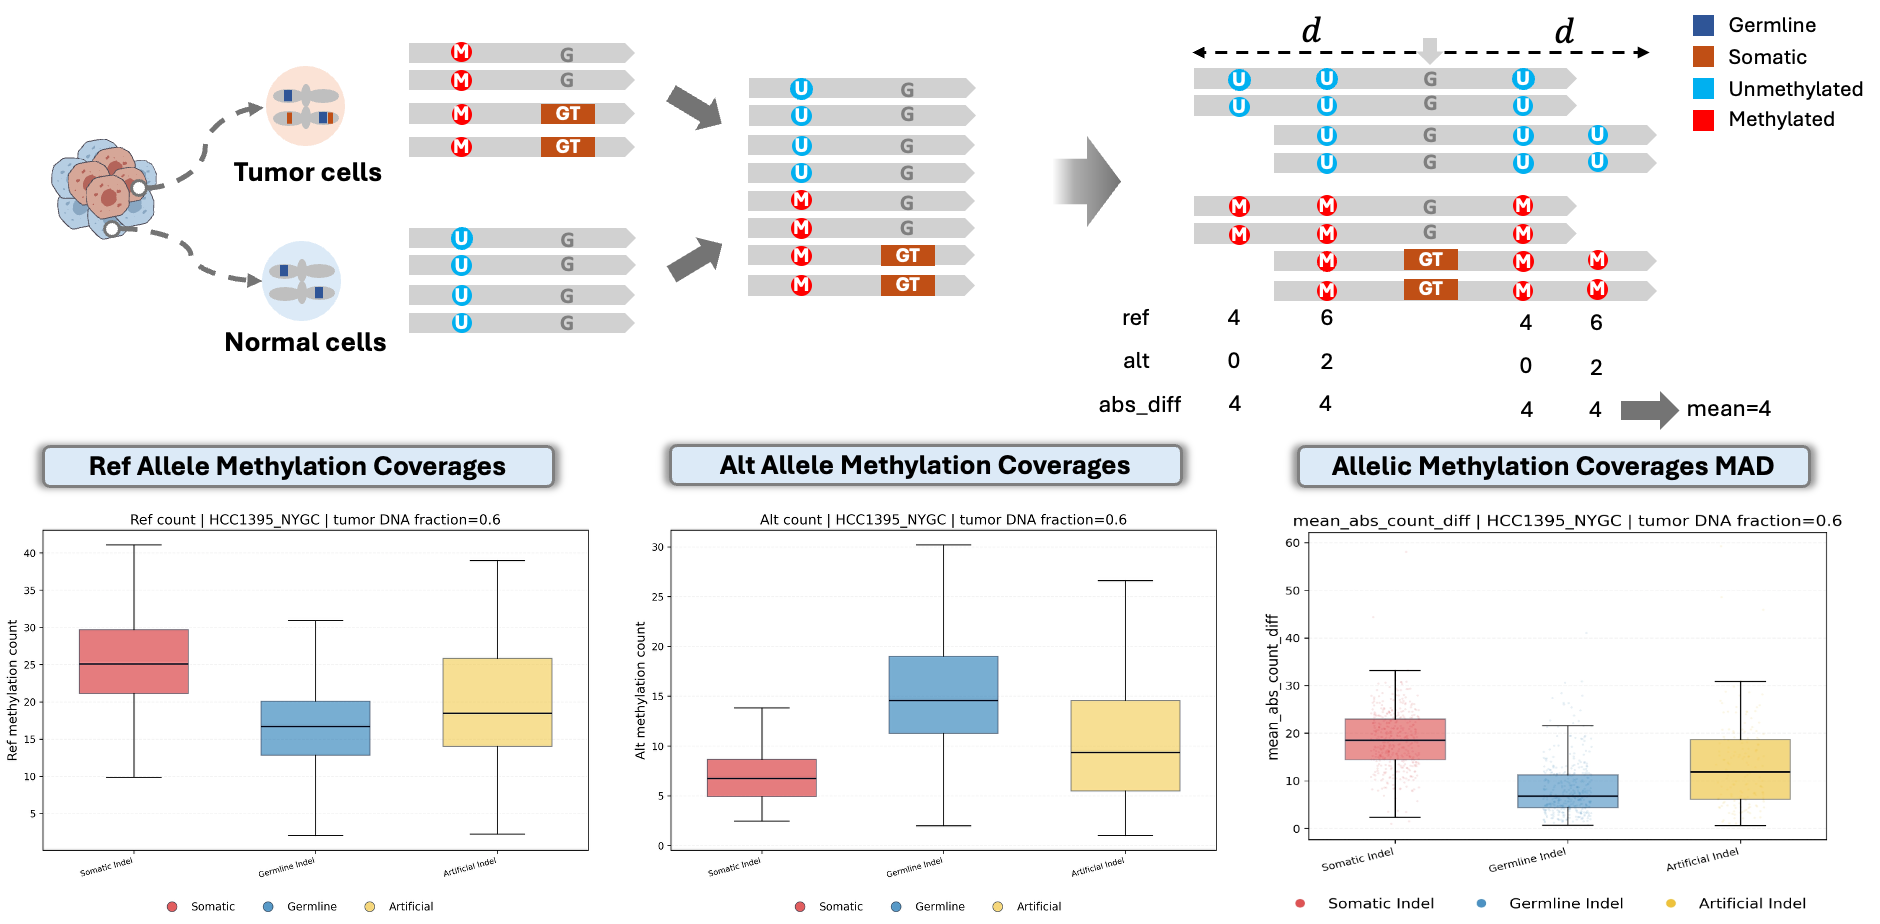 M G
M G
M GT
M GT
Tumor cells
U G
U G
U G
U G
Normal cells
U G
U G
U G
U G
M G
M G
M GT
M GT
d d
U U G U
U U G U
U G U U
U G U U
M M G M
M M G M
M GT M M
M GT M M
ref 4 6 4 6
alt 0 2 0 2
abs_diff 4 4 4 4 mean=4
Germline
Somatic
Unmethylated
Methylated
Ref Allele Methylation Coverages
Ref count | HCC1395_NYGC | tumor DNA fraction=0.6
Ref methylation count
40
35
30
25
20
15
10
5
Somatic Indel
Germline Indel
Artificial Indel
Somatic Germline Artificial
Alt Allele Methylation Coverages
Alt count | HCC1395_NYGC | tumor DNA fraction=0.6
Alt methylation count
30
25
20
15
10
5
0
Somatic Indel
Germline Indel
Artificial Indel
Somatic Germline Artificial
Allelic Methylation Coverages MAD
mean_abs_count_diff | HCC1395_NYGC | tumor DNA fraction=0.6
mean_abs_count_diff
60
50
40
30
20
10
0
Somatic Indel
Germline Indel
Artificial Indel
Somatic Indel Germline Indel Artificial Indel